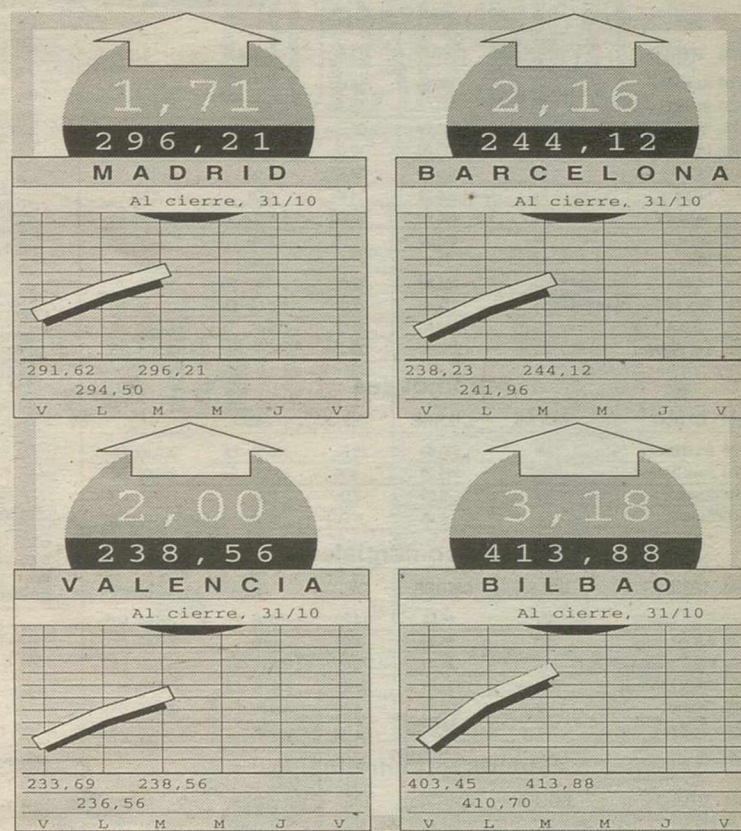 1,71
296,21
MADRID
Al cierre, 31/10
291,62 296,21
294,50
V L M M J V
2,16
244,12
BARCELONA
Al cierre, 31/10
238,23 244,12
241,96
V L M M J V
2,00
238,56
VALENCIA
Al cierre, 31/10
233,69 238,56
236,56
V L M M J V
3,18
413,88
BILBAO
Al cierre, 31/10
403,45 413,88
410,70
V L M M J V